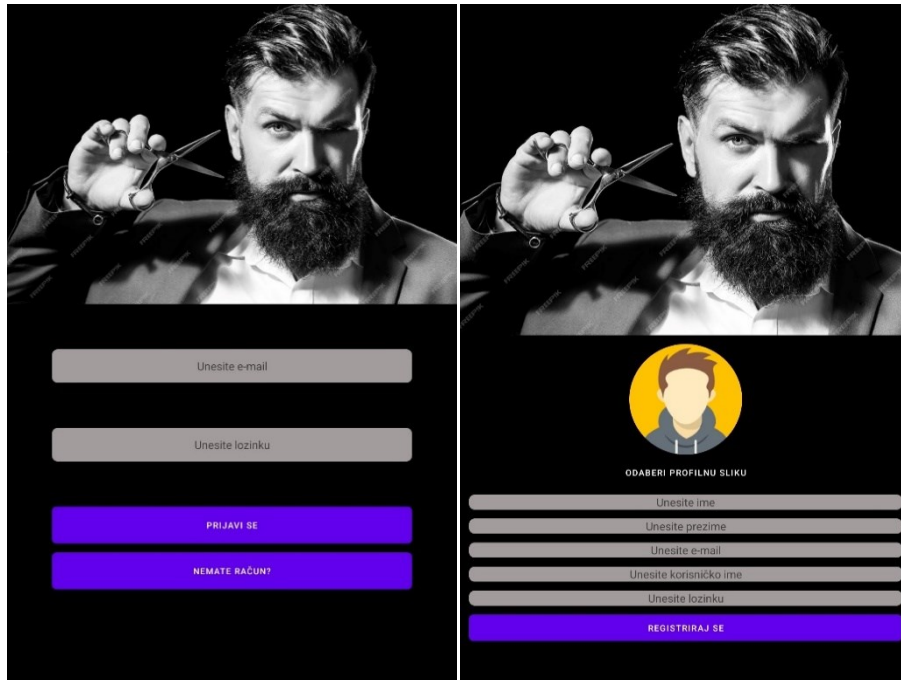 Unesite e-mail
Unesite lozinku
PRIJAVI SE
NEMATE RAČUN?
ODABERI PROFILNU SLIKU
Unesite ime
Unesite prezime
Unesite e-mail
Unesite korisničko ime
Unesite lozinku
REGISTRIRAJ SE